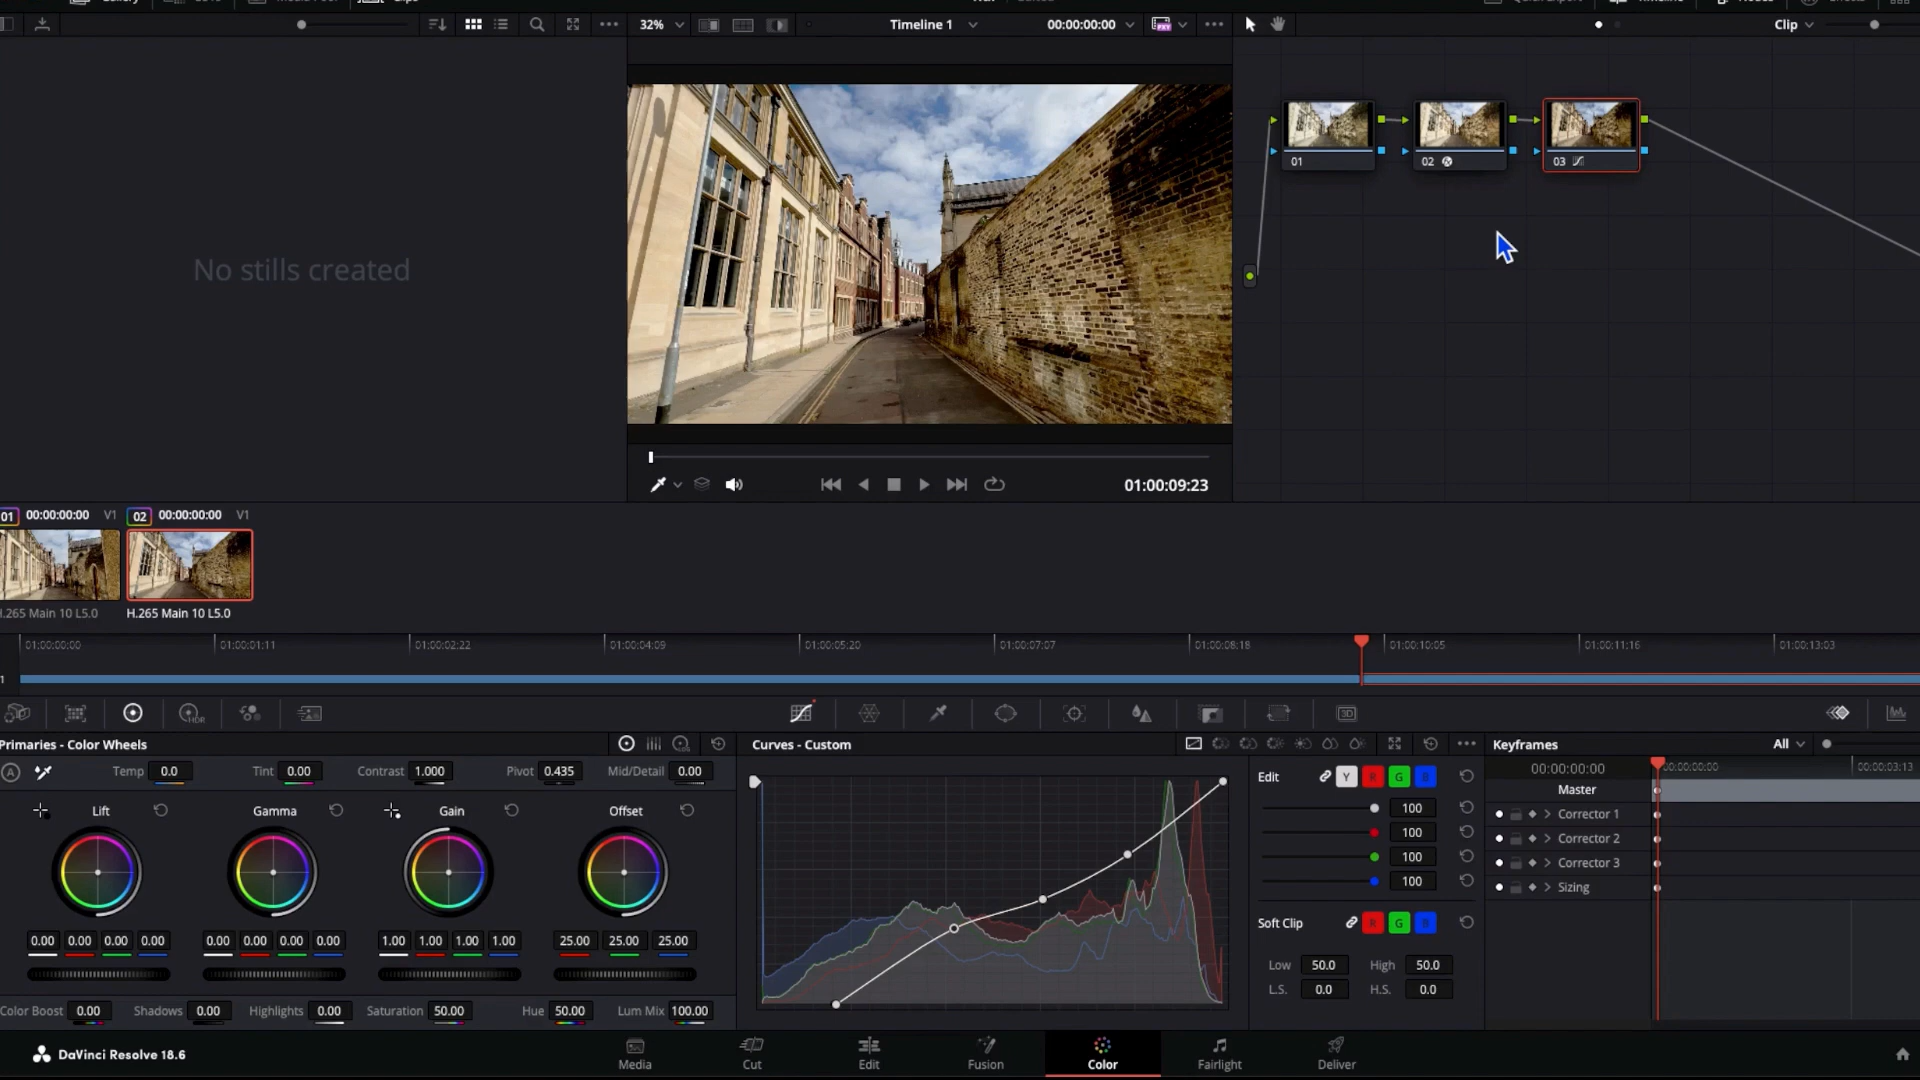 32%
Timeline 1
00:00:00:00
Clip
No stills created
01
02
03
01:00:09:23
01 00:00:00:00 V1
02 00:00:00:00 V1
H.265 Main 10 L5.0
H.265 Main 10 L5.0
01:00:00:00
01:00:01:11
01:00:02:22
01:00:04:09
01:00:05:20
01:00:07:07
01:00:08:18
01:00:10:05
01:00:11:16
01:00:13:03
1
HDR
3D
Primaries - Color Wheels
Curves - Custom
Keyframes
All
A
Temp 0.0
Tint 0.00
Contrast 1.000
Pivot 0.435
Mid/Detail 0.00
Edit
Y R G B
00:00:00:00
00:00:00:00
00:00:03:13
Master
Lift
Gamma
Gain
Offset
100
100
100
100
Corrector 1
Corrector 2
Corrector 3
Sizing
Soft Clip
R G B
0.00 0.00 0.00 0.00
0.00 0.00 0.00 0.00
1.00 1.00 1.00 1.00
25.00 25.00 25.00
Low 50.0 High 50.0
L.S. 0.0 H.S. 0.0
Color Boost 0.00
Shadows 0.00
Highlights 0.00
Saturation 50.00
Hue 50.00
Lum Mix 100.00
DaVinci Resolve 18.6
Media
Cut
Edit
Fusion
Color
Fairlight
Deliver